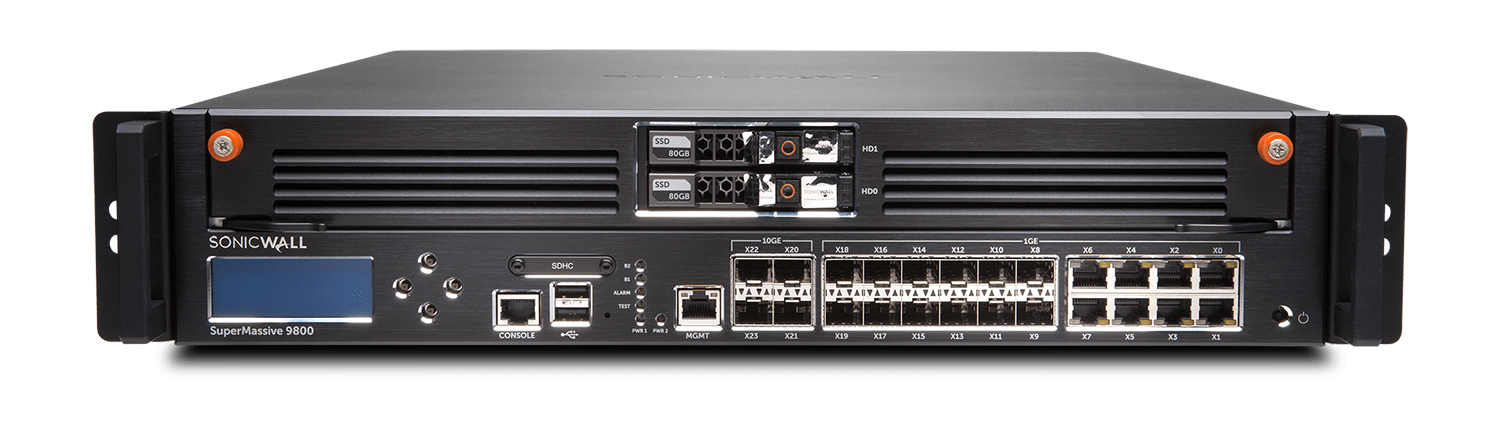 SONICWALL
SSD
80GB
HD1
SSD
80GB
HD0
SONICWALL
SONICWALL
SuperMassive 9800
SDHC
CONSOLE
B2
B1
ALARM
TEST
PWR 1
PWR 2
MGMT
10GE
X22 X20
X23 X21
1GE
X18 X16 X14 X12 X10 X8
X19 X17 X15 X13 X11 X9
X6 X4 X2 X0
X7 X5 X3 X1